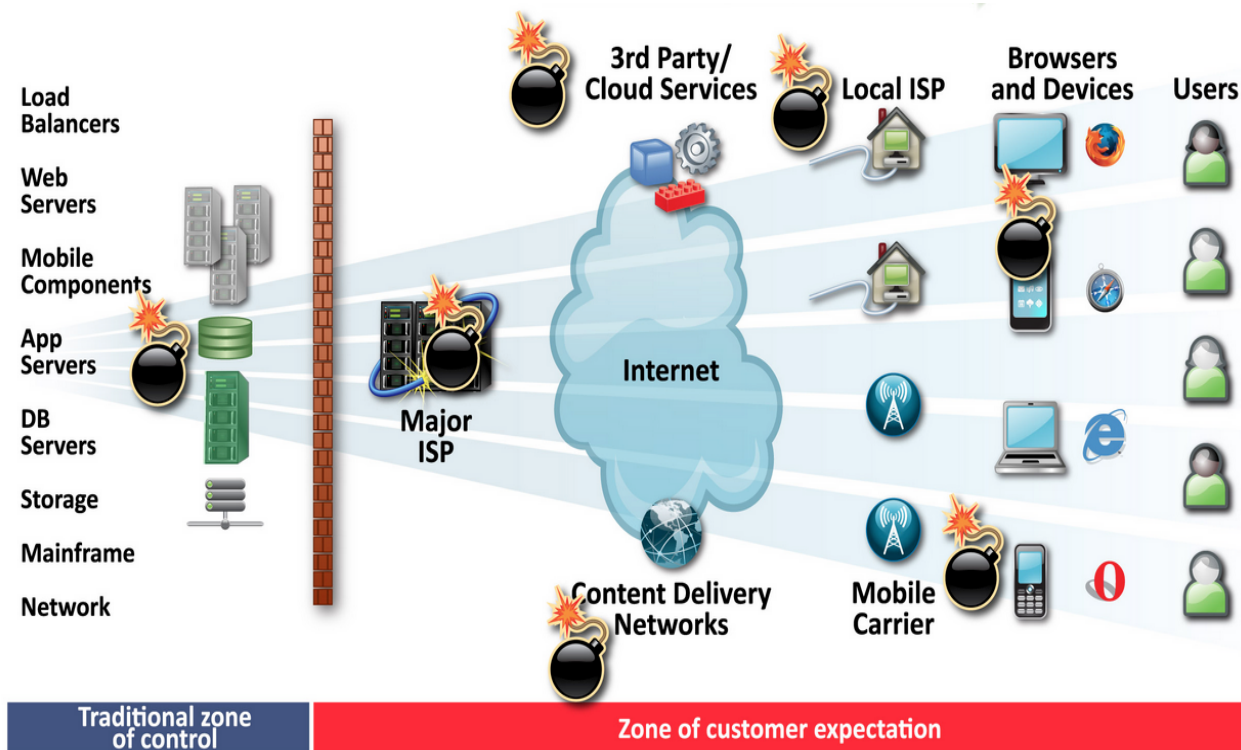 Load
Balancers
Web
Servers
Mobile
Components
App
Servers
DB
Servers
Storage
Mainframe
Network
Major
ISP
3rd Party/
Cloud Services
Internet
Content Delivery
Networks
Local ISP
Mobile
Carrier
Browsers
and Devices
Users
Traditional zone
of control
Zone of customer expectation